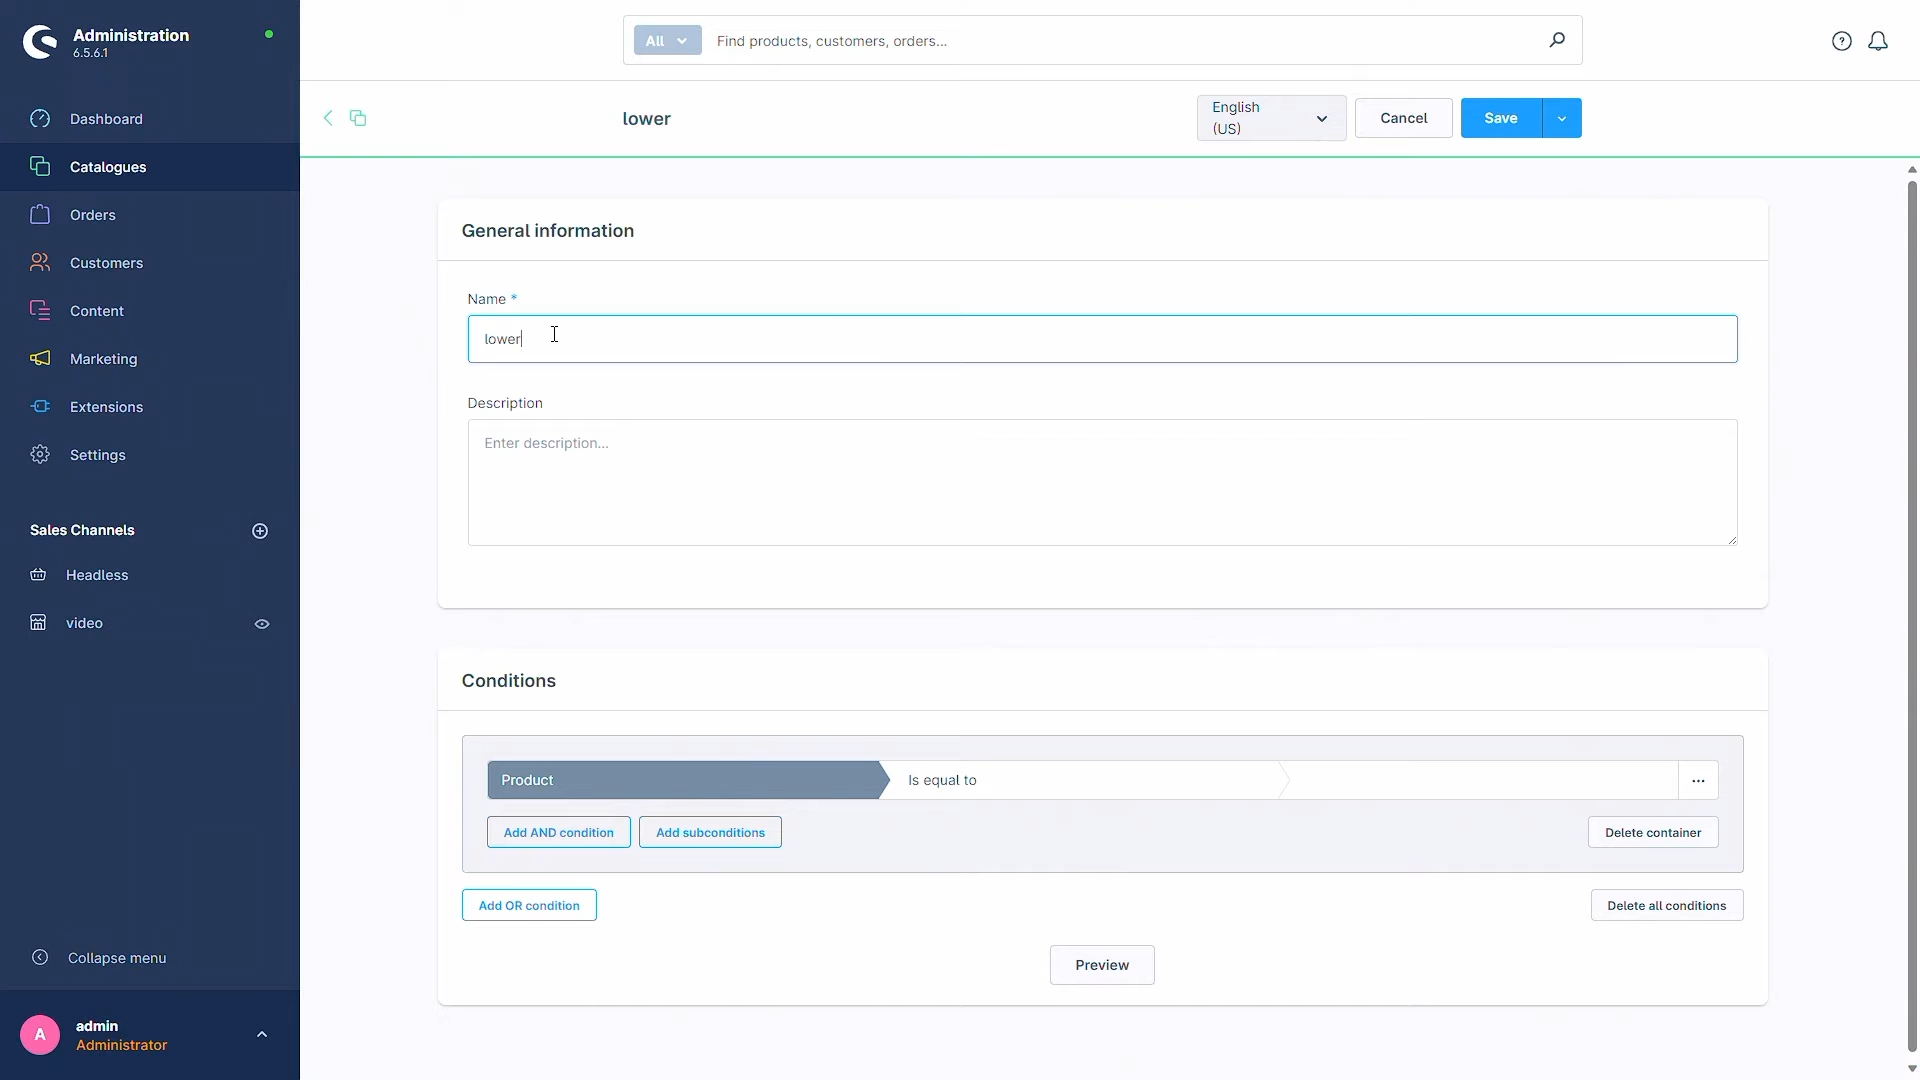 Administration
6.5.6.1
All
Find products, customers, orders...
Dashboard
Catalogues
Orders
Customers
Content
Marketing
Extensions
Settings
Sales Channels
Headless
video
Collapse menu
A
admin
Administrator
lower
English
(US)
Cancel
Save
General information
Name *
lower
Description
Enter description...
Conditions
Product
Is equal to
...
Add AND condition
Add subconditions
Delete container
Add OR condition
Delete all conditions
Preview